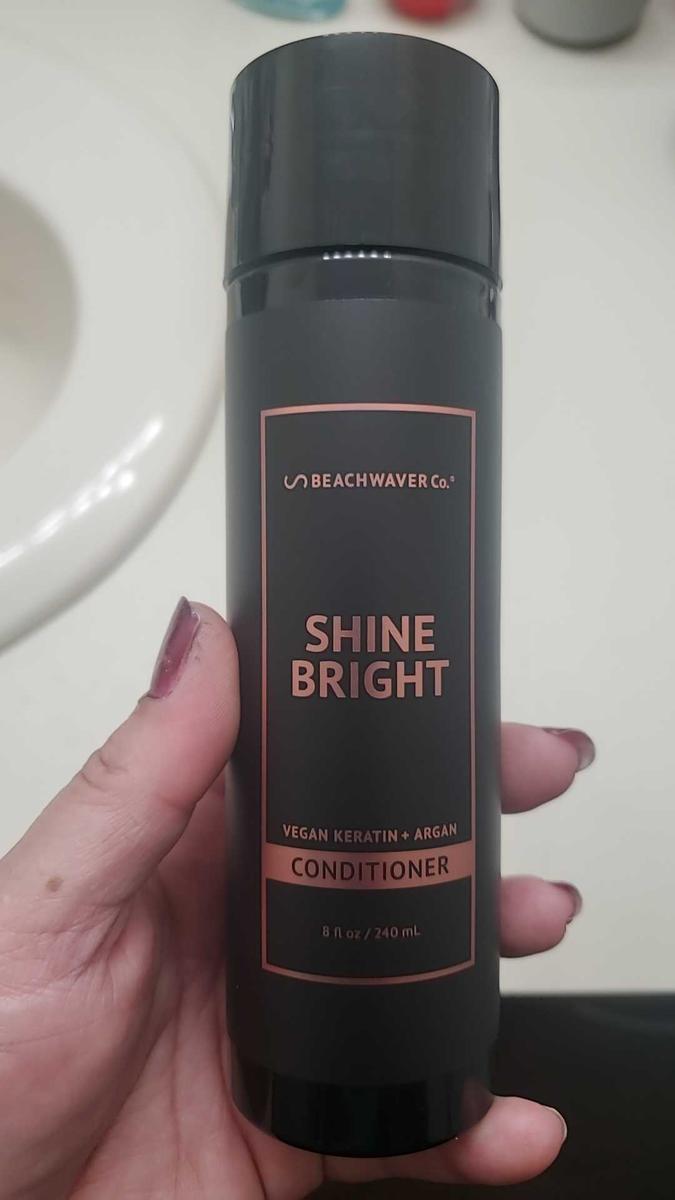 BEACHWAVER Co.®
SHINE
BRIGHT
VEGAN KERATIN + ARGAN
CONDITIONER
8 fl oz / 240 mL